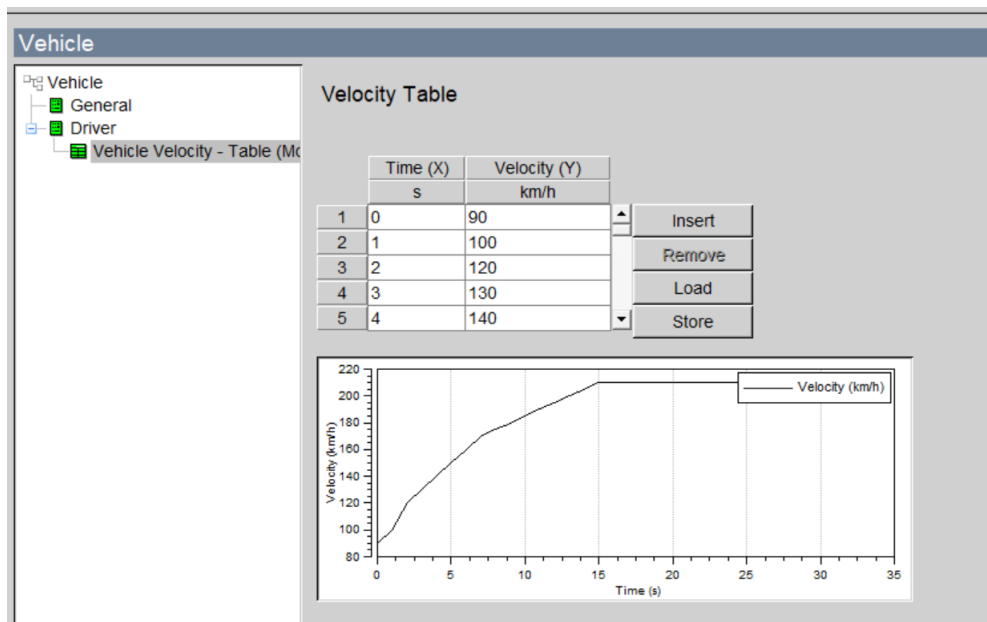 Vehicle
Vehicle
General
Driver
Vehicle Velocity - Table (Mo
Velocity Table
Time (X) Velocity (Y)
s km/h
1 0 90
2 1 100
3 2 120
4 3 130
5 4 140
Insert
Remove
Load
Store
220
200
180
160
140
120
100
80
Velocity (km/h)
Velocity (km/h)
0 5 10 15 20 25 30 35
Time (s)